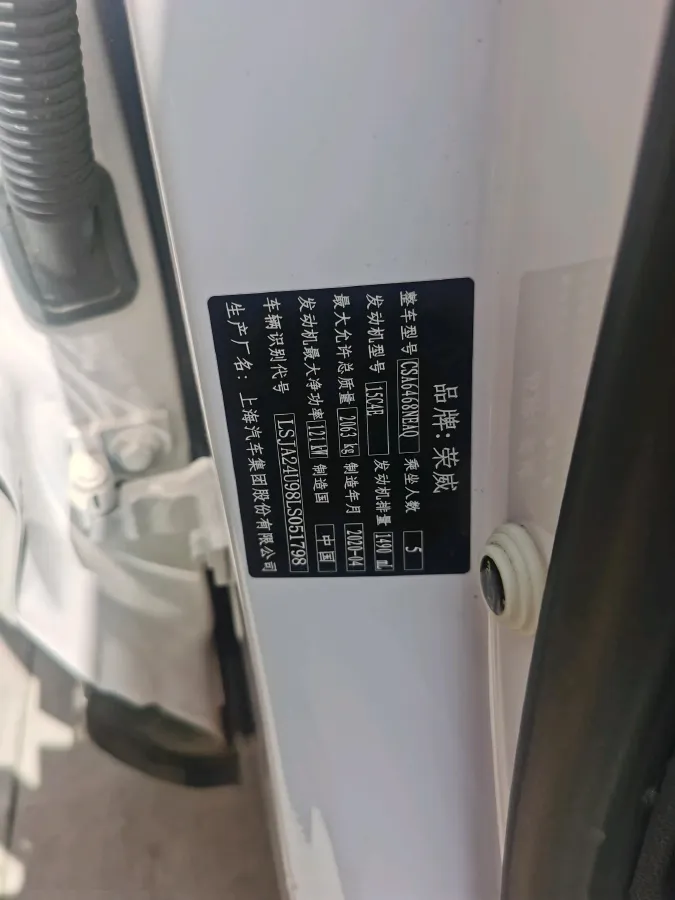 品牌: 荣威
整车型号 CSA6468NEAQ 乘坐人数 5
发动机型号 15C4E 发动机排量 1490 mL
最大允许总质量 2063 kg 制造年月 2020-04
发动机最大净功率 121 kW 制造国 中国
车辆识别代号 LSJA24U98LS051798
生产厂名: 上海汽车集团股份有限公司